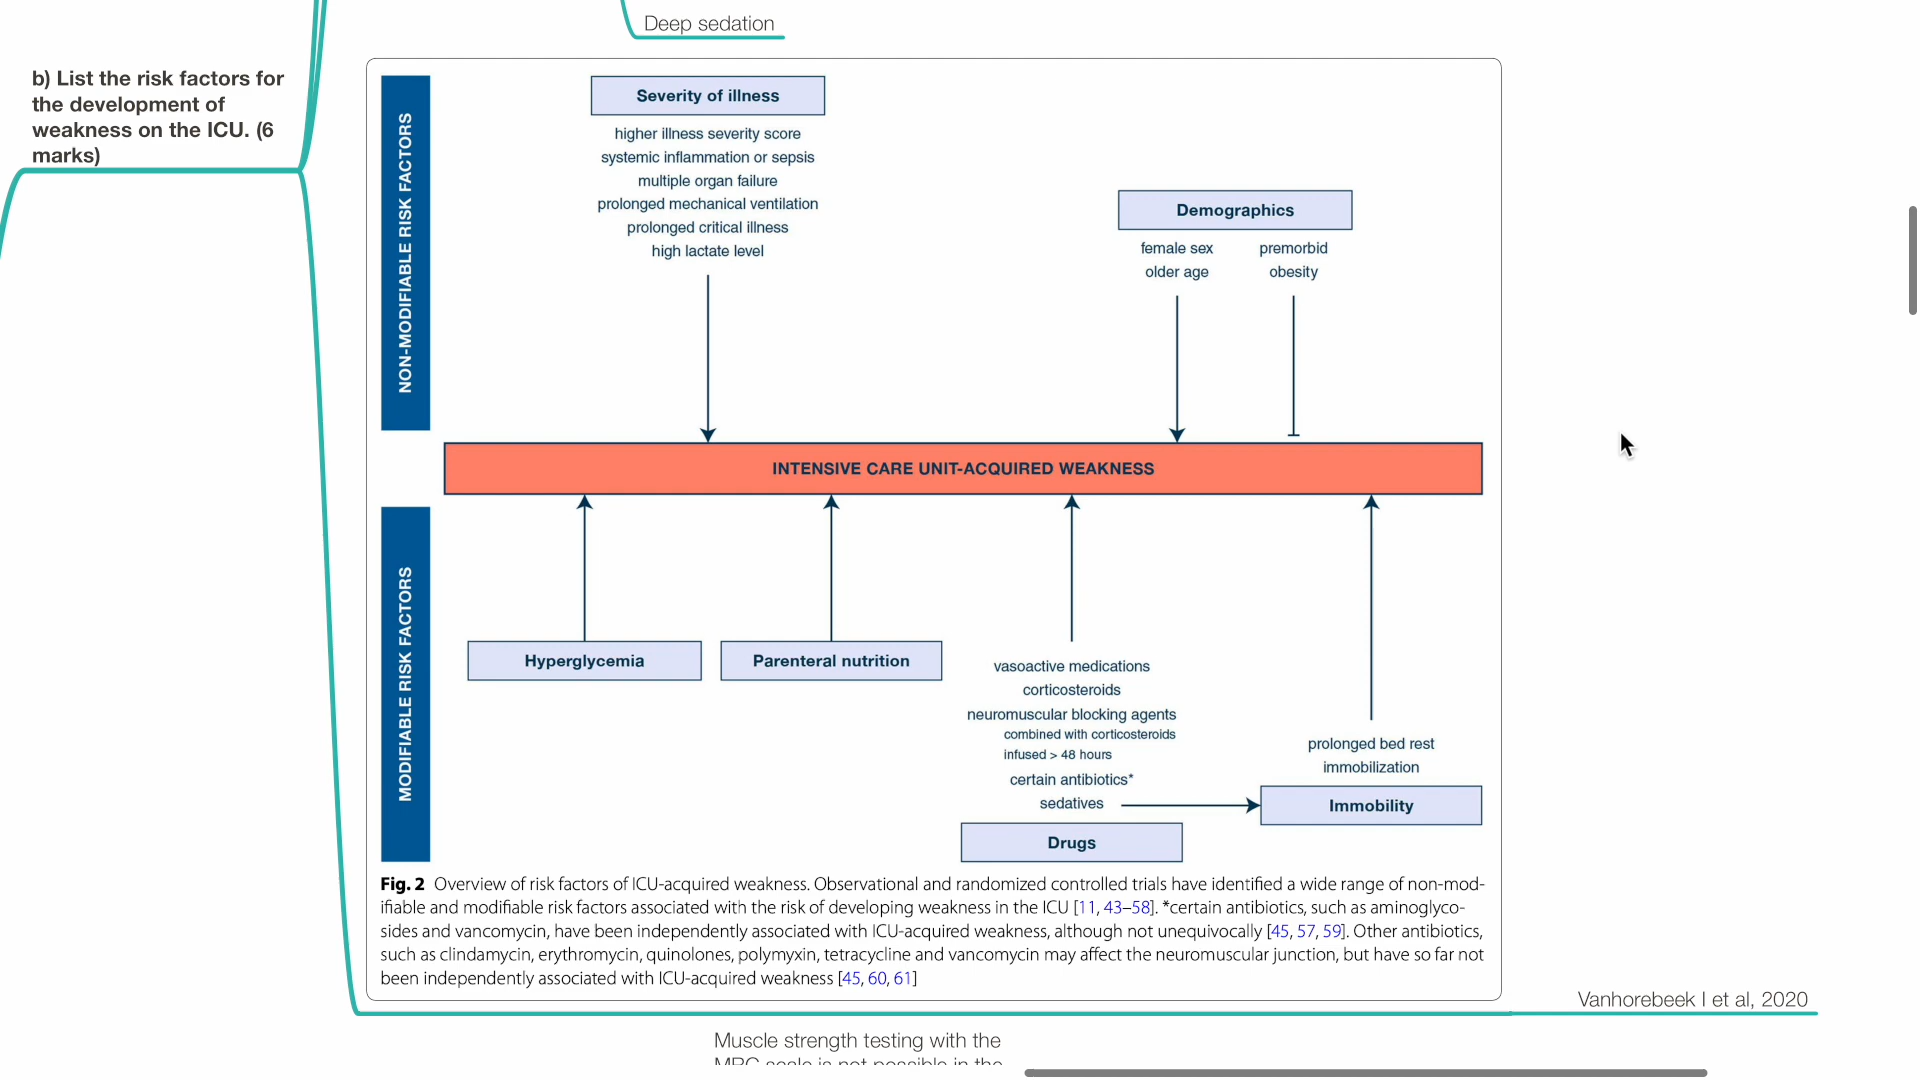 Deep sedation
b) List the risk factors for
the development of
weakness on the ICU. (6
marks)
NON-MODIFIABLE RISK FACTORS
Severity of illness
higher illness severity score
systemic inflammation or sepsis
multiple organ failure
prolonged mechanical ventilation
prolonged critical illness
high lactate level
Demographics
female sex
older age
premorbid
obesity
INTENSIVE CARE UNIT-ACQUIRED WEAKNESS
MODIFIABLE RISK FACTORS
Hyperglycemia
Parenteral nutrition
vasoactive medications
corticosteroids
neuromuscular blocking agents
combined with corticosteroids
infused > 48 hours
certain antibiotics*
sedatives
Drugs
prolonged bed rest
immobilization
Immobility
Fig. 2 Overview of risk factors of ICU-acquired weakness. Observational and randomized controlled trials have identified a wide range of non-mod-
ifiable and modifiable risk factors associated with the risk of developing weakness in the ICU [11, 43–58]. *certain antibiotics, such as aminoglyco-
sides and vancomycin, have been independently associated with ICU-acquired weakness, although not unequivocally [45, 57, 59]. Other antibiotics,
such as clindamycin, erythromycin, quinolones, polymyxin, tetracycline and vancomycin may affect the neuromuscular junction, but have so far not
been independently associated with ICU-acquired weakness [45, 60, 61]
Vanhorebeek I et al, 2020
Muscle strength testing with the
MRC scale is not possible in the